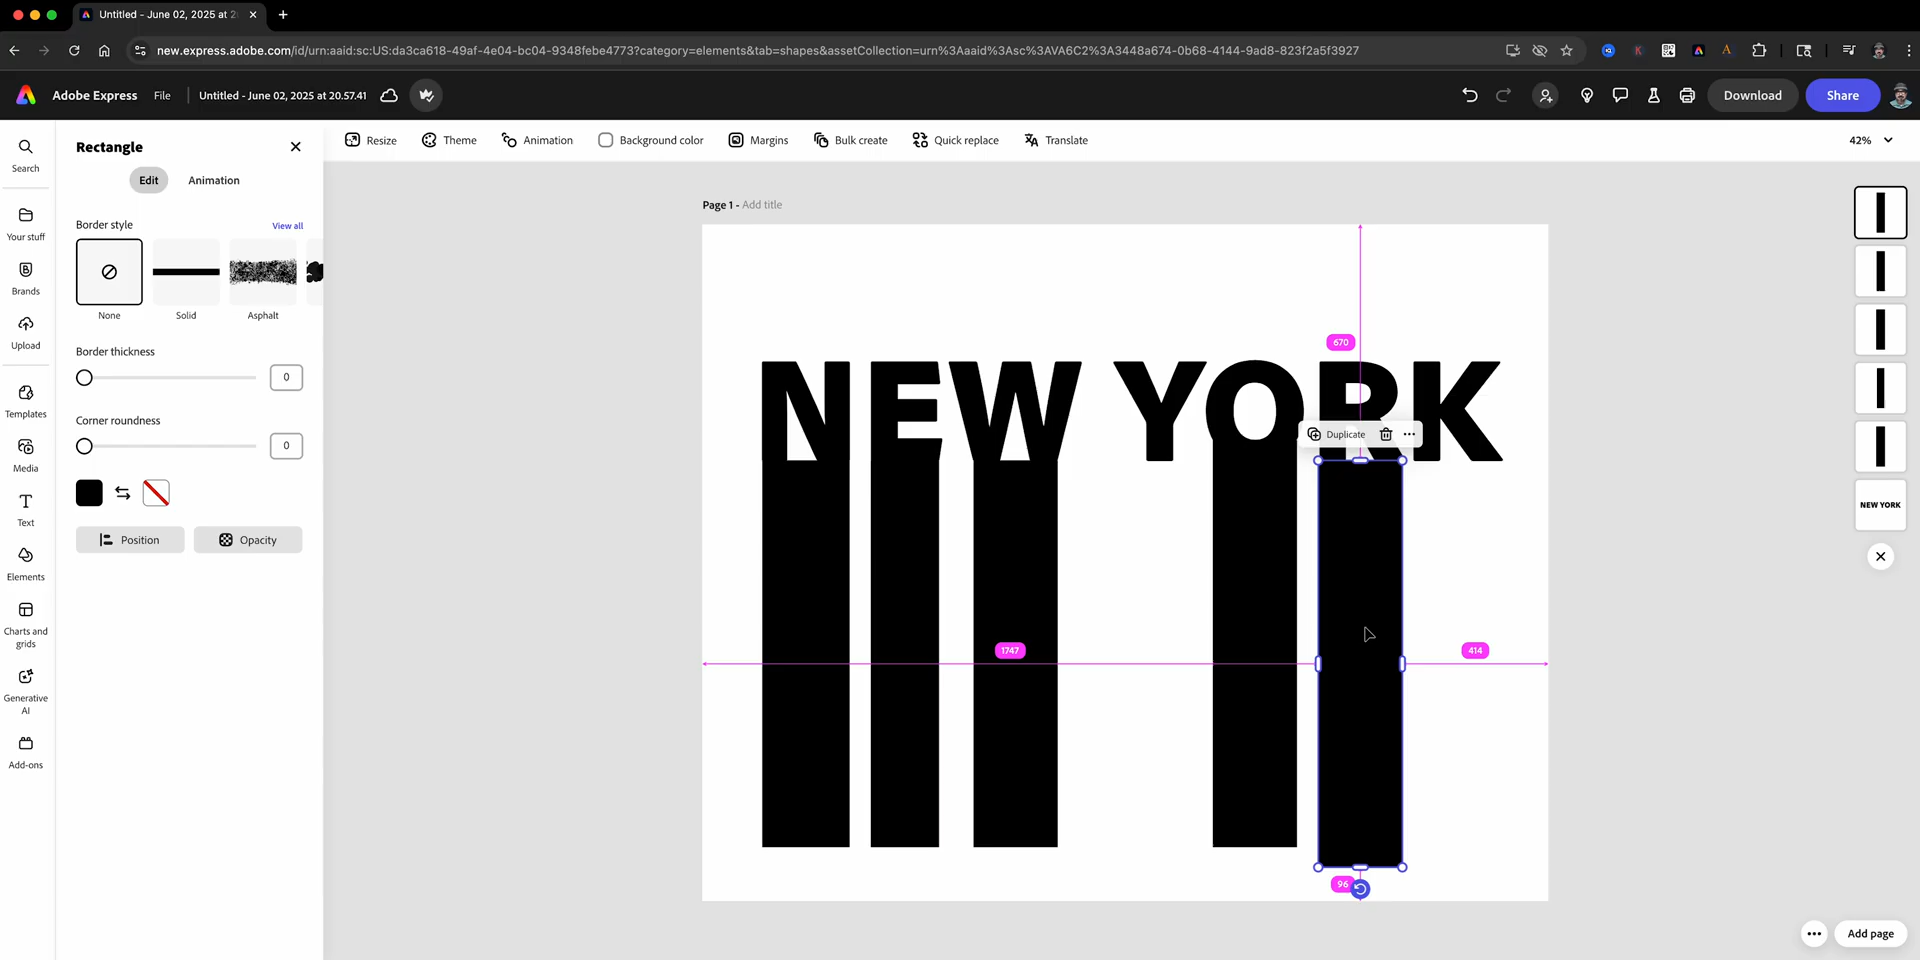 Untitled - June 02, 2025 at 2
new.express.adobe.com/id/urn:aaid:sc:US:da3ca618-49af-4e04-bc04-9348febe4773?category=elements&tab=shapes&assetCollection=urn%3Aaaid%3Asc%3AVA6C2%3A3448a674-0b68-4144-9ad8-823f2a5f3927
Adobe Express
File
Untitled - June 02, 2025 at 20.57.41
Download
Share
Search
Your stuff
Brands
Upload
Templates
Media
Text
Elements
Charts and
grids
Generative
AI
Add-ons
Rectangle
Edit
Animation
Border style
View all
None
Solid
Asphalt
Border thickness
0
Corner roundness
0
Position
Opacity
Resize
Theme
Animation
Background color
Margins
Bulk create
Quick replace
Translate
42%
Page 1 - Add title
670
NEW YORK
Duplicate
1747
414
96
NEW YORK
Add page